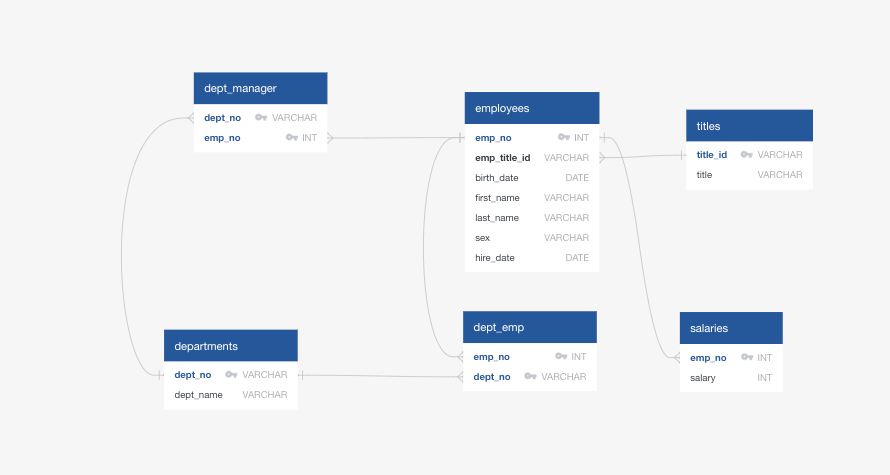 dept_manager
dept_no VARCHAR
emp_no INT
employees
emp_no INT
emp_title_id VARCHAR
birth_date DATE
first_name VARCHAR
last_name VARCHAR
sex VARCHAR
hire_date DATE
titles
title_id VARCHAR
title VARCHAR
departments
dept_no VARCHAR
dept_name VARCHAR
dept_emp
emp_no INT
dept_no VARCHAR
salaries
emp_no INT
salary INT